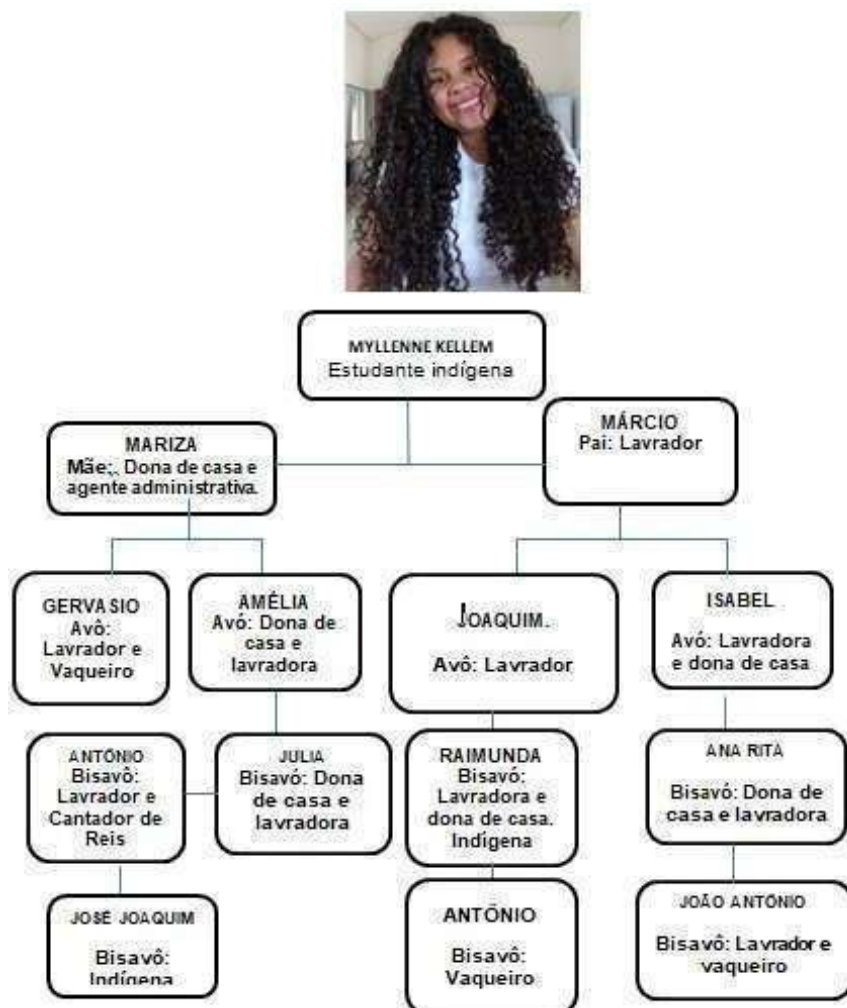 MYLLENNE KELLEM
Estudante indígena
MÁRCIO
Pai: Lavrador
MARIZA
Mãe:. Dona de casa e
agente administrativa.
GERVASIO
Avô:
Lavrador e
Vaqueiro
AMÉLIA
Avó: Dona de
casa e
lavradora
JOAQUIM.
Avô: Lavrador
ISABEL
Avó: Lavradora
e dona de casa
ANTÔNIO
Bisavô:
Lavrador e
Cantador de
Reis
JULIA
Bisavó: Dona
de casa e
lavradora
RAIMUNDA
Bisavó:
Lavradora e
dona de casa.
Indígena
ANA RITA
Bisavó: Dona de
casa e lavradora
JOSÉ JOAQUIM
Bisavô:
Indígena
ANTÔNIO
Bisavô:
Vaqueiro
JOÃO ANTÔNIO
Bisavô: Lavrador e
vaqueiro